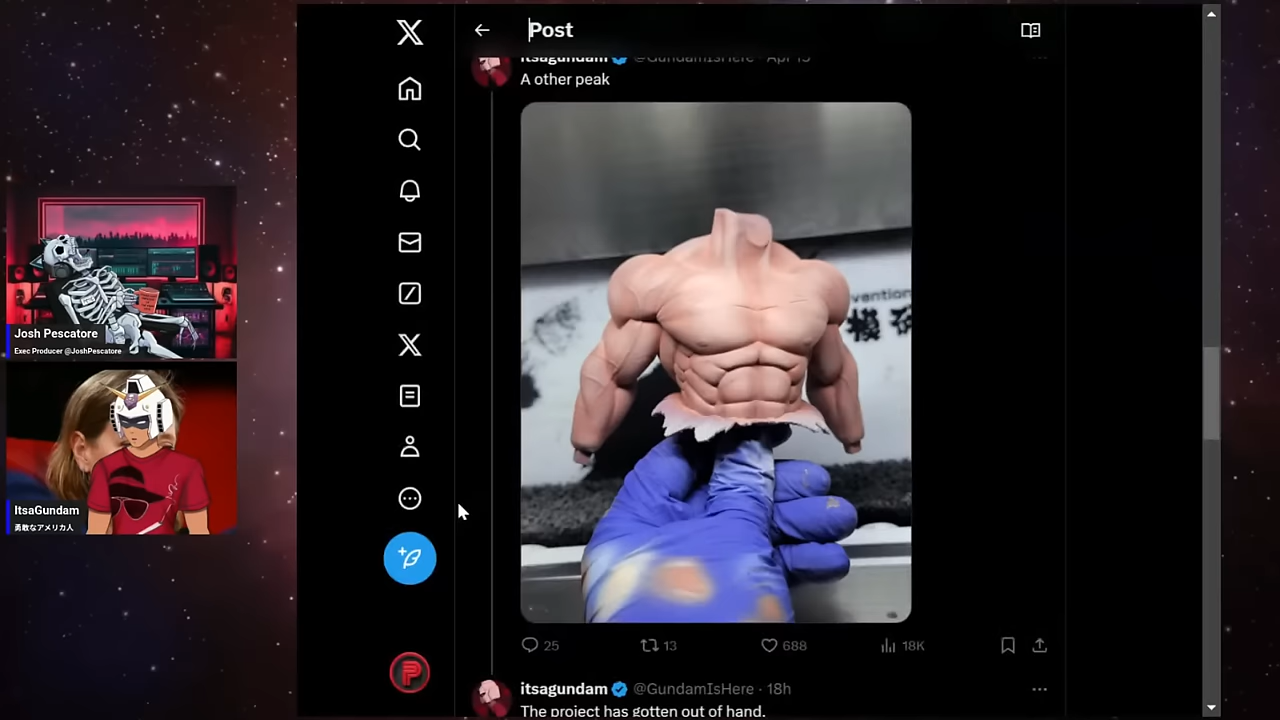 Post
itsagundam @GundamIsHere · Apr 15
A other peak
vention
25
13
688
18K
itsagundam @GundamIsHere · 18h
The project has gotten out of hand.
Josh Pescatore
Exec Producer @JoshPescatore
ItsaGundam
勇敢なアメリカ人